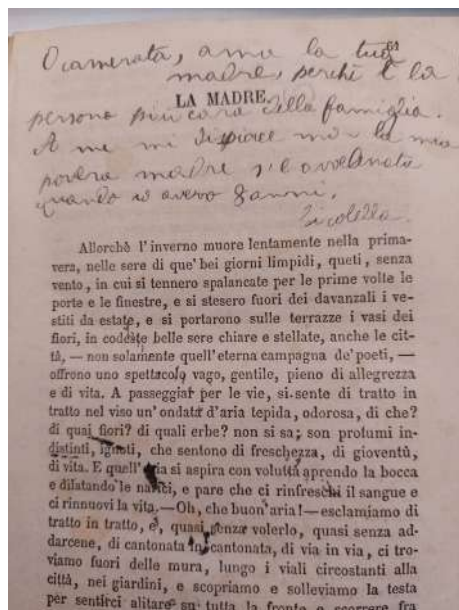 O camerata, ama la tua
61
madre, perchè è la
LA MADRE.
persona più cara della famiglia.
A me mi dispiace ma la mia
povera madre s'è avvelenata
quando io avevo 8 anni.
Allorchè l'inverno muore lentamente nella prima-
vera, nelle sere di que' bei giorni limpidi, queti, senza
vento, in cui si tennero spalancate per le prime volte le
porte e le finestre, e si stesero fuori dei davanzali i ve-
stiti da estate, e si portarono sulle terrazze i vasi dei
fiori, in codeste belle sere chiare e stellate, anche le cit-
tà, — non solamente quell'eterna campagna de' poeti, —
offrono uno spettacolo vago, gentile, pieno di allegrezza
e di vita. A passeggiar per le vie, si sente di tratto in
tratto nel viso un' ondata d'aria tepida, odorosa, di che?
di quai fiori? di quali erbe? non si sa; son profumi in-
distinti, ignoti, che sentono di freschezza, di gioventù,
di vita. E quell'aria si aspira con voluttà aprendo la bocca
e dilatando le narici, e pare che ci rinfreschi il sangue e
ci rinnuovi la vita.—Oh, che buon'aria!—esclamiamo di
tratto in tratto, e, quasi senza volerlo, quasi senza ad-
darcene, di cantonata in cantonata, di via in via, ci tro-
viamo fuori delle mura, lungo i viali circostanti alla
città, nei giardini, e scopriamo e solleviamo la testa
per sentirci alitare su tutta la fronte e scorrere fra